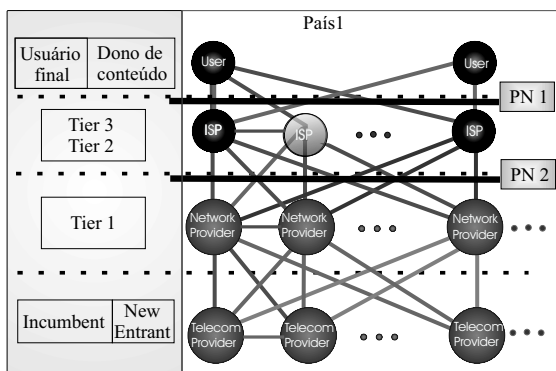 País1
Usuário final
Dono de conteúdo
User
User
PN 1
Tier 3
Tier 2
ISP
ISP
ISP
PN 2
Tier 1
Network Provider
Network Provider
Network Provider
Incumbent
New Entrant
Telecom Provider
Telecom Provider
Telecom Provider